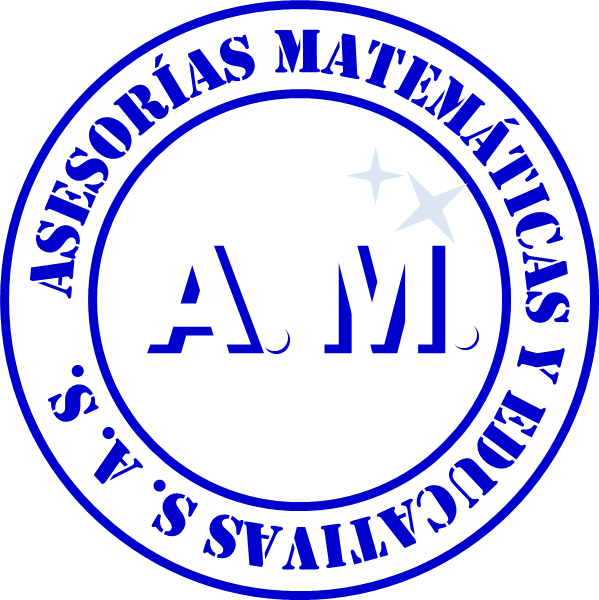 ASESORÍAS MATEMÁTICAS Y EDUCATIVAS S. A. S.
A. M.